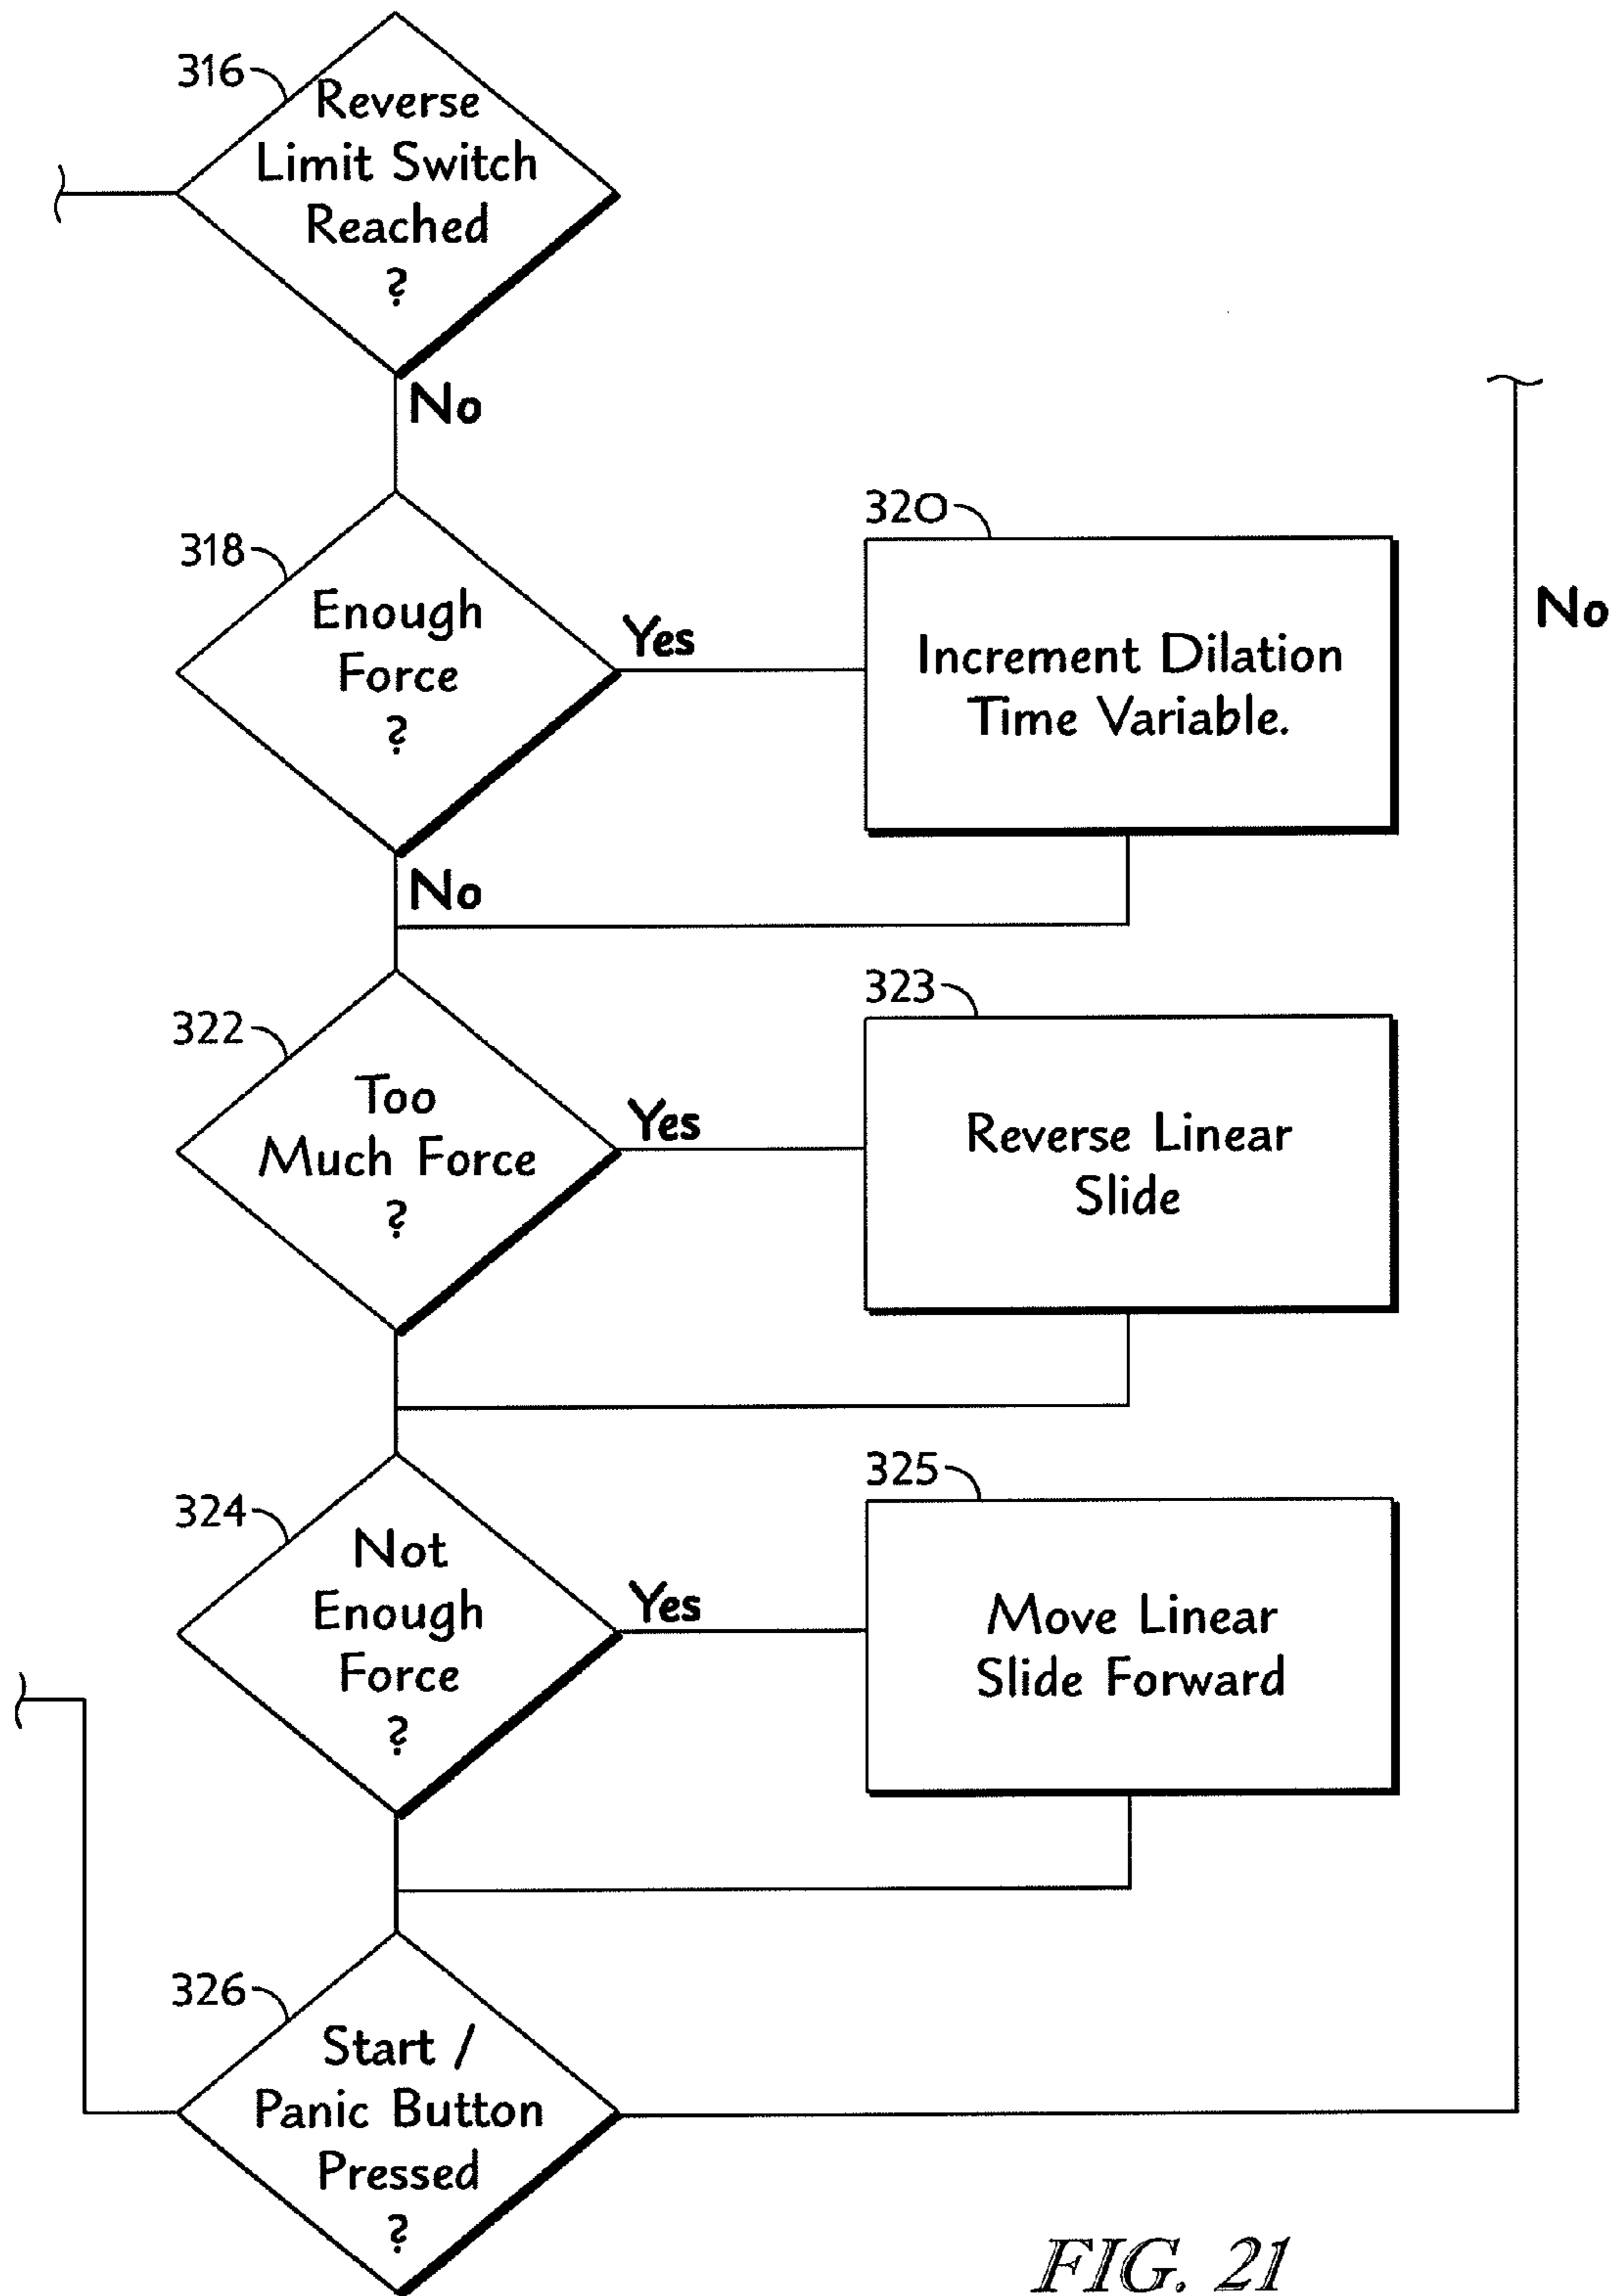 316
Reverse
Limit Switch
Reached
?
No
318
Enough
Force
?
Yes
320
Increment Dilation
Time Variable.
No
No
322
Too
Much Force
?
Yes
323
Reverse Linear
Slide
324
Not
Enough
Force
?
Yes
325
Move Linear
Slide Forward
326
Start /
Panic Button
Pressed
?
FIG. 21